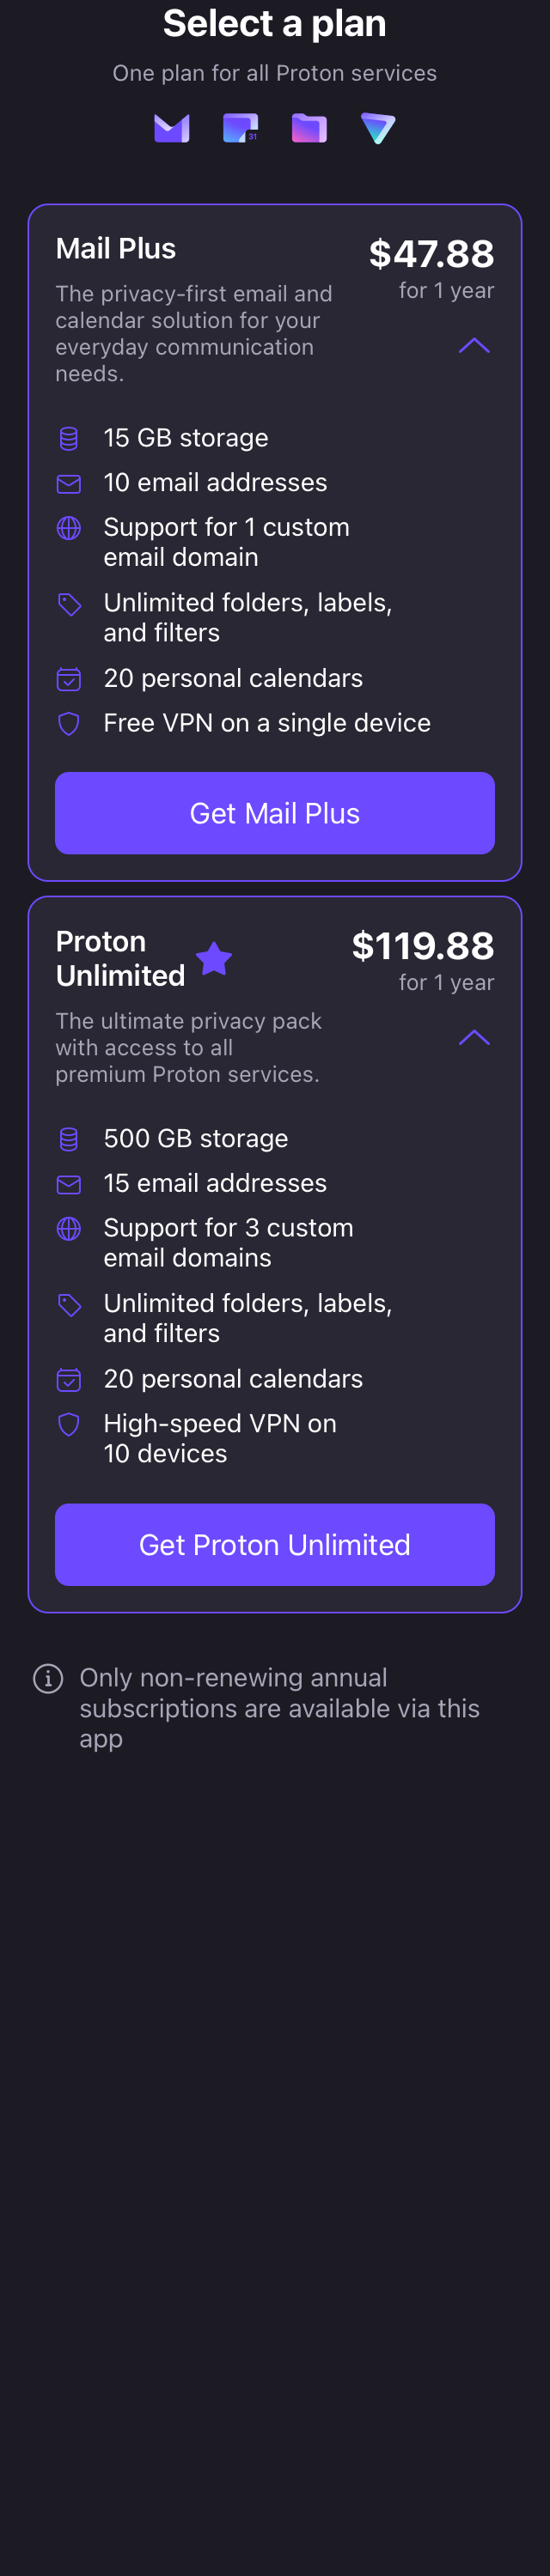 Select a plan
One plan for all Proton services
31
Mail Plus
$47.88
for 1 year
The privacy-first email and
calendar solution for your
everyday communication
needs.
15 GB storage
10 email addresses
Support for 1 custom
email domain
Unlimited folders, labels,
and filters
20 personal calendars
Free VPN on a single device
Get Mail Plus
Proton
Unlimited
$119.88
for 1 year
The ultimate privacy pack
with access to all
premium Proton services.
500 GB storage
15 email addresses
Support for 3 custom
email domains
Unlimited folders, labels,
and filters
20 personal calendars
High-speed VPN on
10 devices
Get Proton Unlimited
Only non-renewing annual
subscriptions are available via this
app